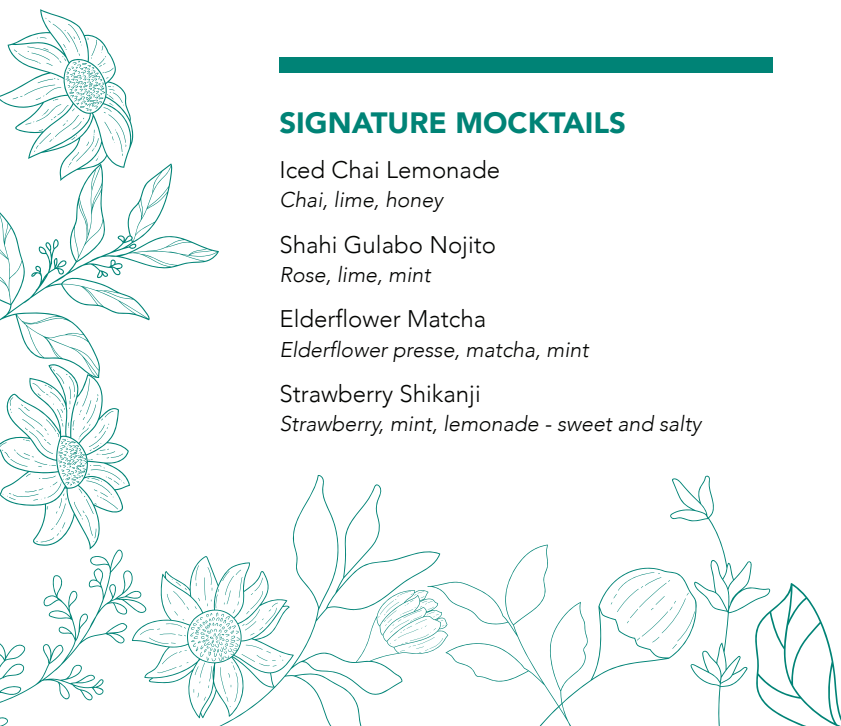 SIGNATURE MOCKTAILS
Iced Chai Lemonade
Chai, lime, honey
Shahi Gulabo Nojito
Rose, lime, mint
Elderflower Matcha
Elderflower presse, matcha, mint
Strawberry Shikanji
Strawberry, mint, lemonade - sweet and salty